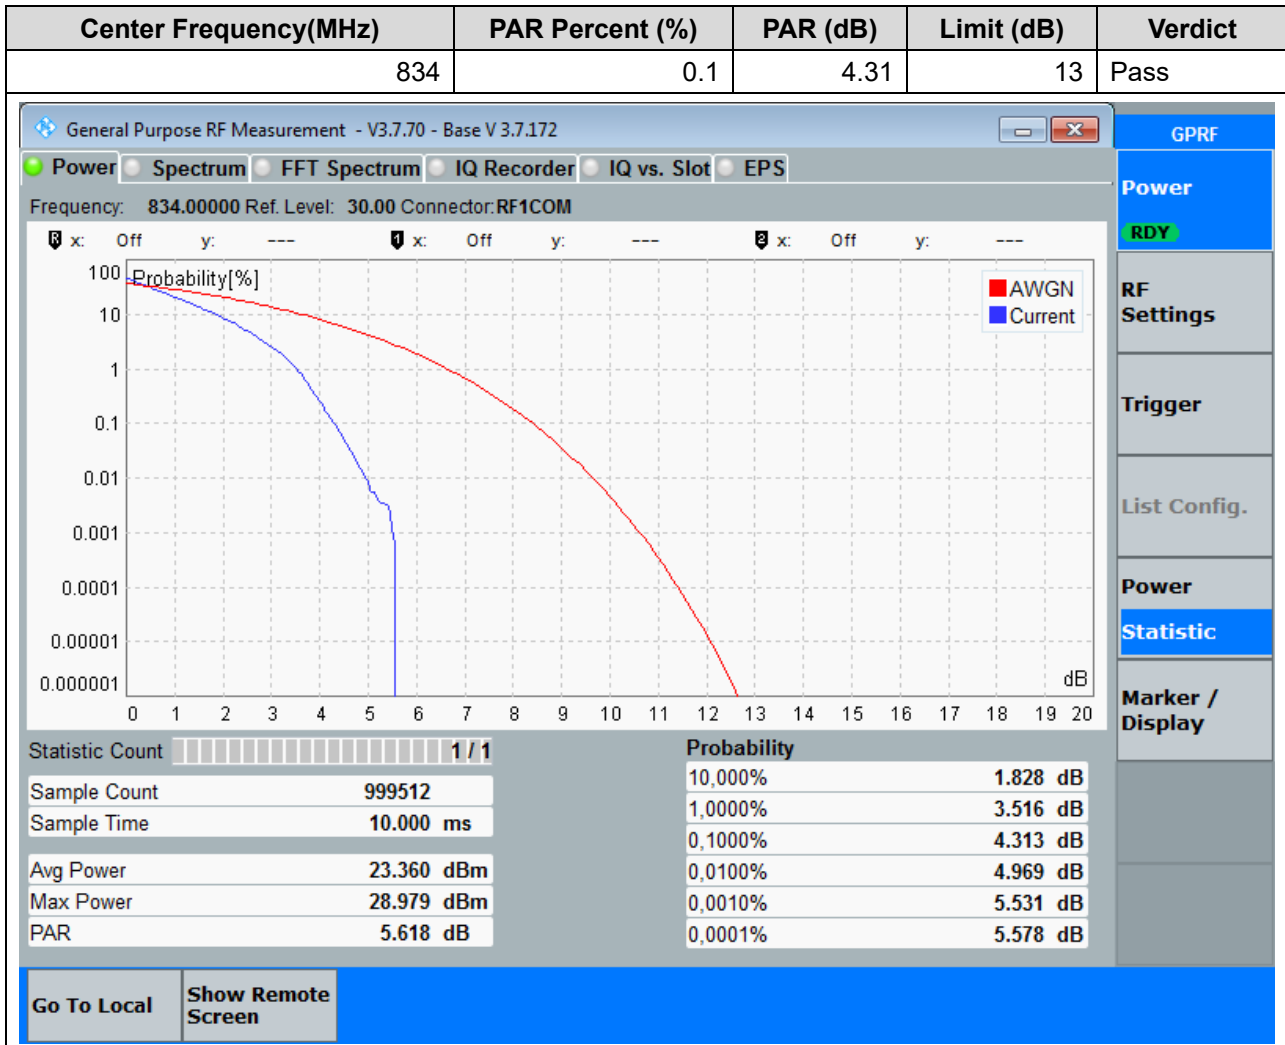 Center Frequency(MHz) PAR Percent (%) PAR (dB) Limit (dB) Verdict
834 0.1 4.31 13 Pass
General Purpose RF Measurement - V3.7.70 - Base V 3.7.172
GPRF
Power Spectrum FFT Spectrum IQ Recorder IQ vs. Slot EPS
Power
RDY
Frequency: 834.00000 Ref. Level: 30.00 Connector: RF1COM
R x: Off y: --- 1 x: Off y: --- 2 x: Off y: ---
Probability[%]
AWGN
Current
100
10
1
0.1
0.01
0.001
0.0001
0.00001
0.000001
dB
0 1 2 3 4 5 6 7 8 9 10 11 12 13 14 15 16 17 18 19 20
RF
Settings
Trigger
List Config.
Power
Statistic
Marker /
Display
Statistic Count 1 / 1
Sample Count 999512
Sample Time 10.000 ms
Avg Power 23.360 dBm
Max Power 28.979 dBm
PAR 5.618 dB
Probability
10,000% 1.828 dB
1,0000% 3.516 dB
0,1000% 4.313 dB
0,0100% 4.969 dB
0,0010% 5.531 dB
0,0001% 5.578 dB
Go To Local
Show Remote
Screen